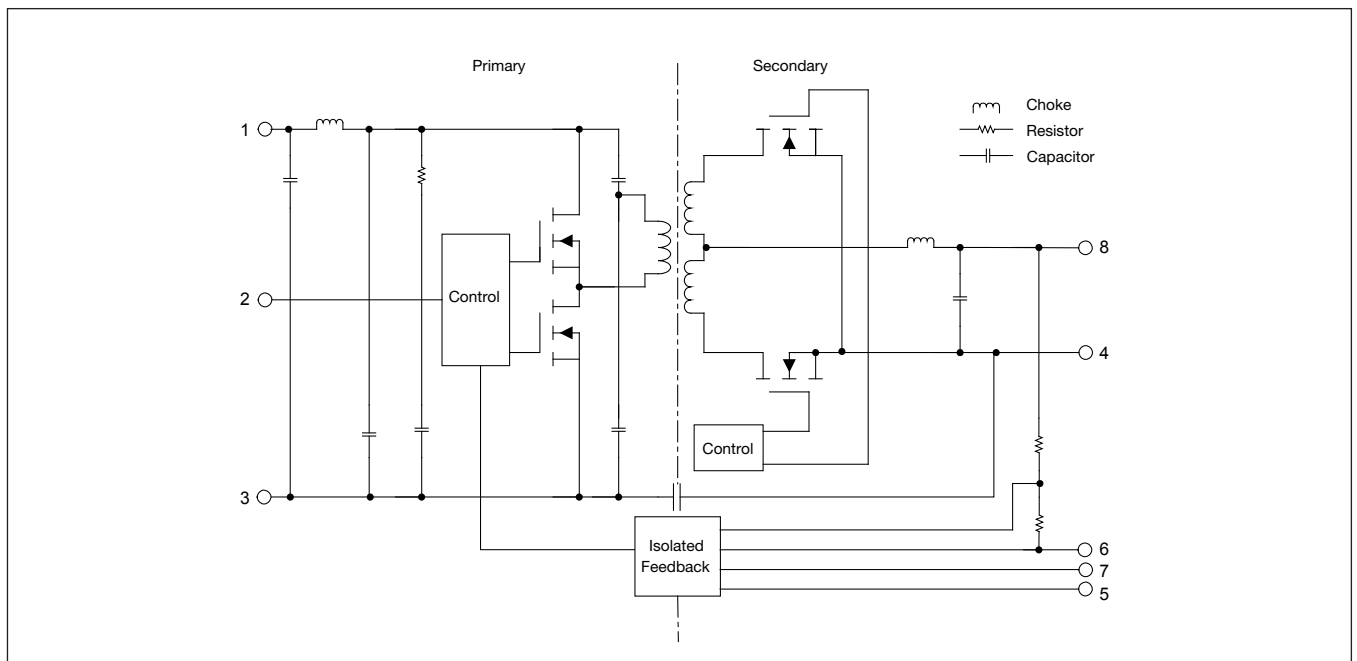 Primary
Secondary
Choke
Resistor
Capacitor
1
8
2
Control
4
Control
3
Isolated
Feedback
6
7
5